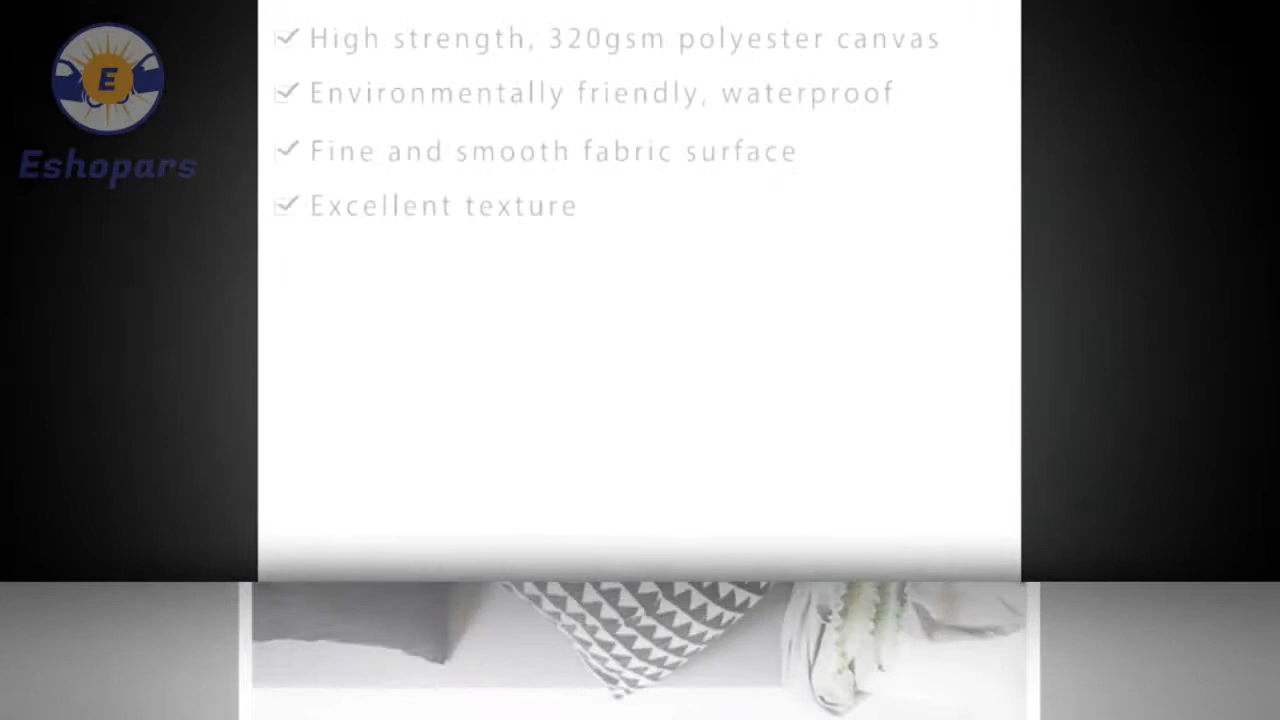 E
Eshopars
High strength, 320gsm polyester canvas
Environmentally friendly, waterproof
Fine and smooth fabric surface
Excellent texture